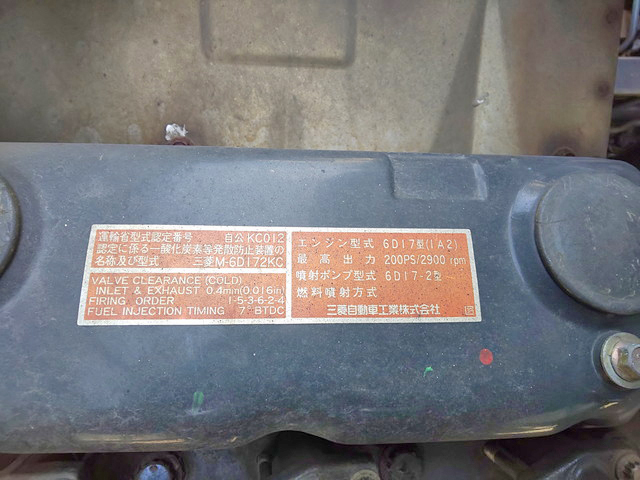 運輸省型式認定番号 自公KC012
認定に係る一酸化炭素等発散防止装置の
名称及び型式 三菱M-6D172KC
VALVE CLEARANCE (COLD)
INLET & EXHAUST 0.4mm(0.016in)
FIRING ORDER 1-5-3-6-2-4
FUEL INJECTION TIMING 7° BTDC
エンジン型式 6D17型(1A2)
最高出力 200PS/2900rpm
噴射ポンプ型式 6D17-2型
燃料噴射方式
三菱自動車工業株式会社